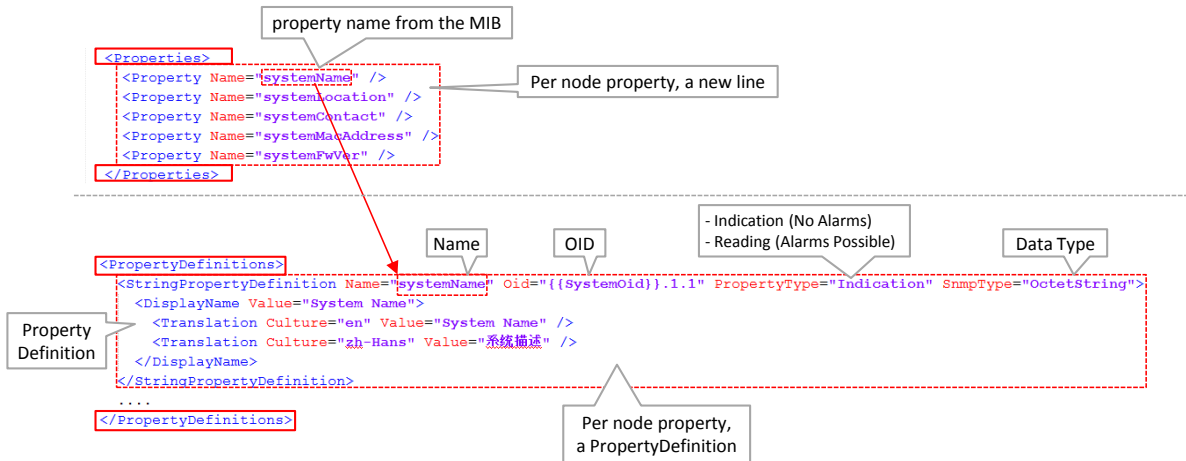 property name from the MIB
<Properties>
<Property Name="systemName" />
<Property Name="systemLocation" />
<Property Name="systemContact" />
<Property Name="systemMacAddress" />
<Property Name="systemFwVer" />
</Properties>
Per node property, a new line
- Indication (No Alarms)
- Reading (Alarms Possible)
Name
OID
Data Type
<PropertyDefinitions>
<StringPropertyDefinition Name="systemName" Oid="{{SystemOid}}.1.1" PropertyType="Indication" SnmpType="OctetString">
<DisplayName Value="System Name">
<Translation Culture="en" Value="System Name" />
<Translation Culture="zh-Hans" Value="系统描述" />
</DisplayName>
</StringPropertyDefinition>
....
</PropertyDefinitions>
Property
Definition
Per node property,
a PropertyDefinition